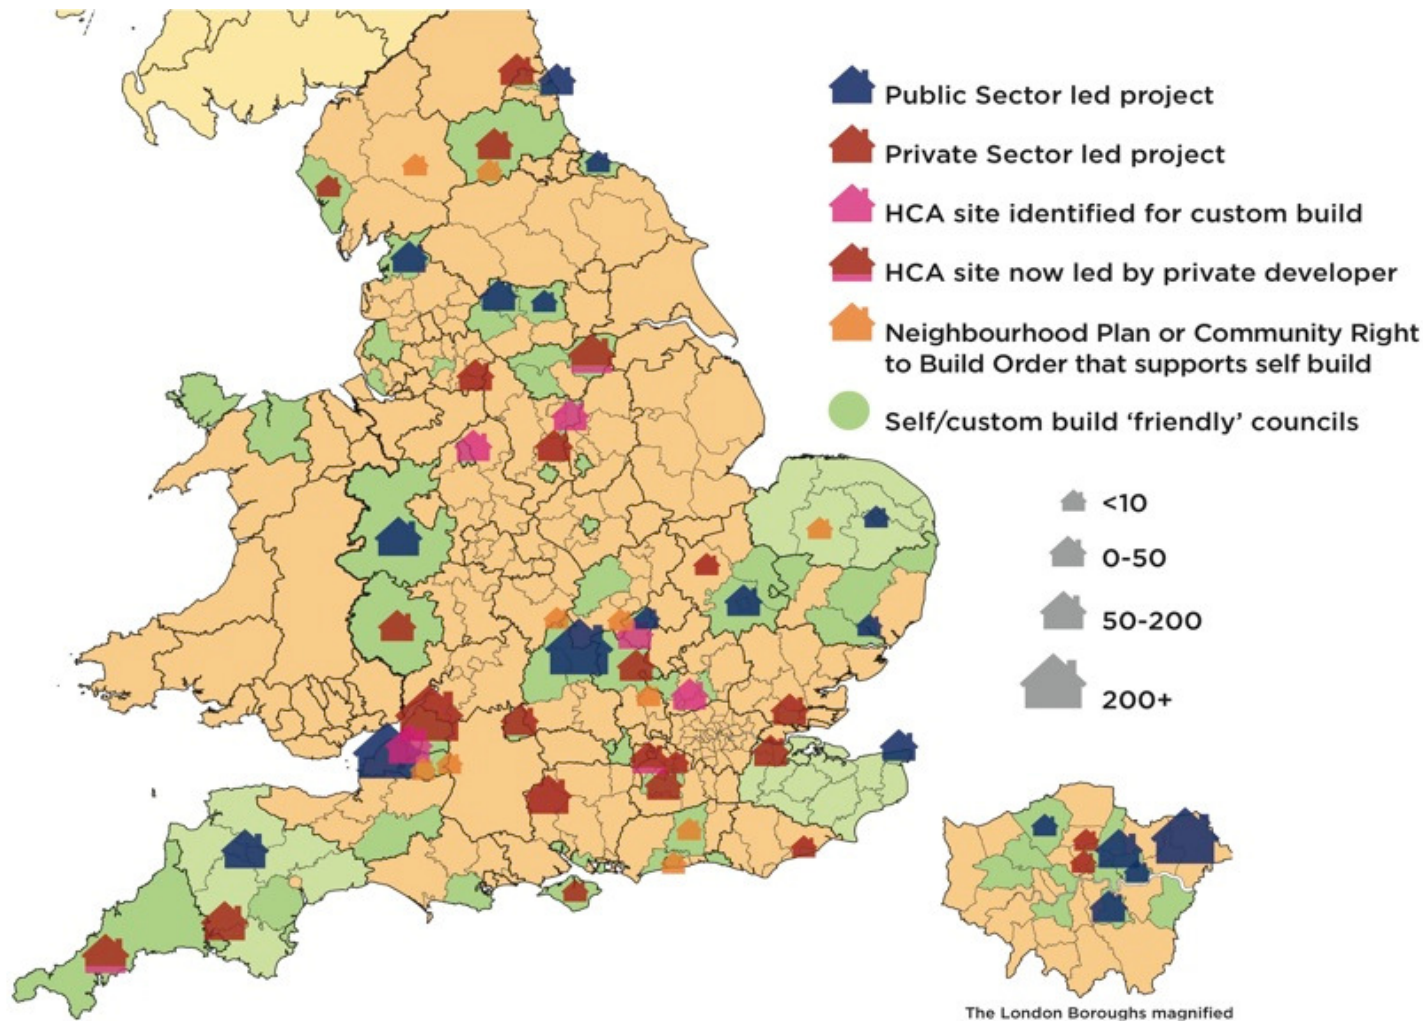 Public Sector led project
Private Sector led project
HCA site identified for custom build
HCA site now led by private developer
Neighbourhood Plan or Community Right
to Build Order that supports self build
Self/custom build ‘friendly’ councils
<10
0-50
50-200
200+
The London Boroughs magnified